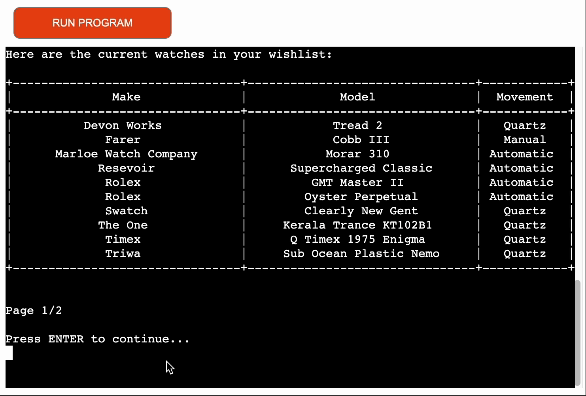 RUN PROGRAM
Here are the current watches in your wishlist:
Make Model Movement
Devon Works Tread 2 Quartz
Farer Cobb III Manual
Marloe Watch Company Morar 310 Automatic
Resevoir Supercharged Classic Automatic
Rolex GMT Master II Automatic
Rolex Oyster Perpetual Automatic
Swatch Clearly New Gent Quartz
The One Kerala Trance KT102B1 Quartz
Timex Q Timex 1975 Enigma Quartz
Triwa Sub Ocean Plastic Nemo Quartz
Page 1/2
Press ENTER to continue...